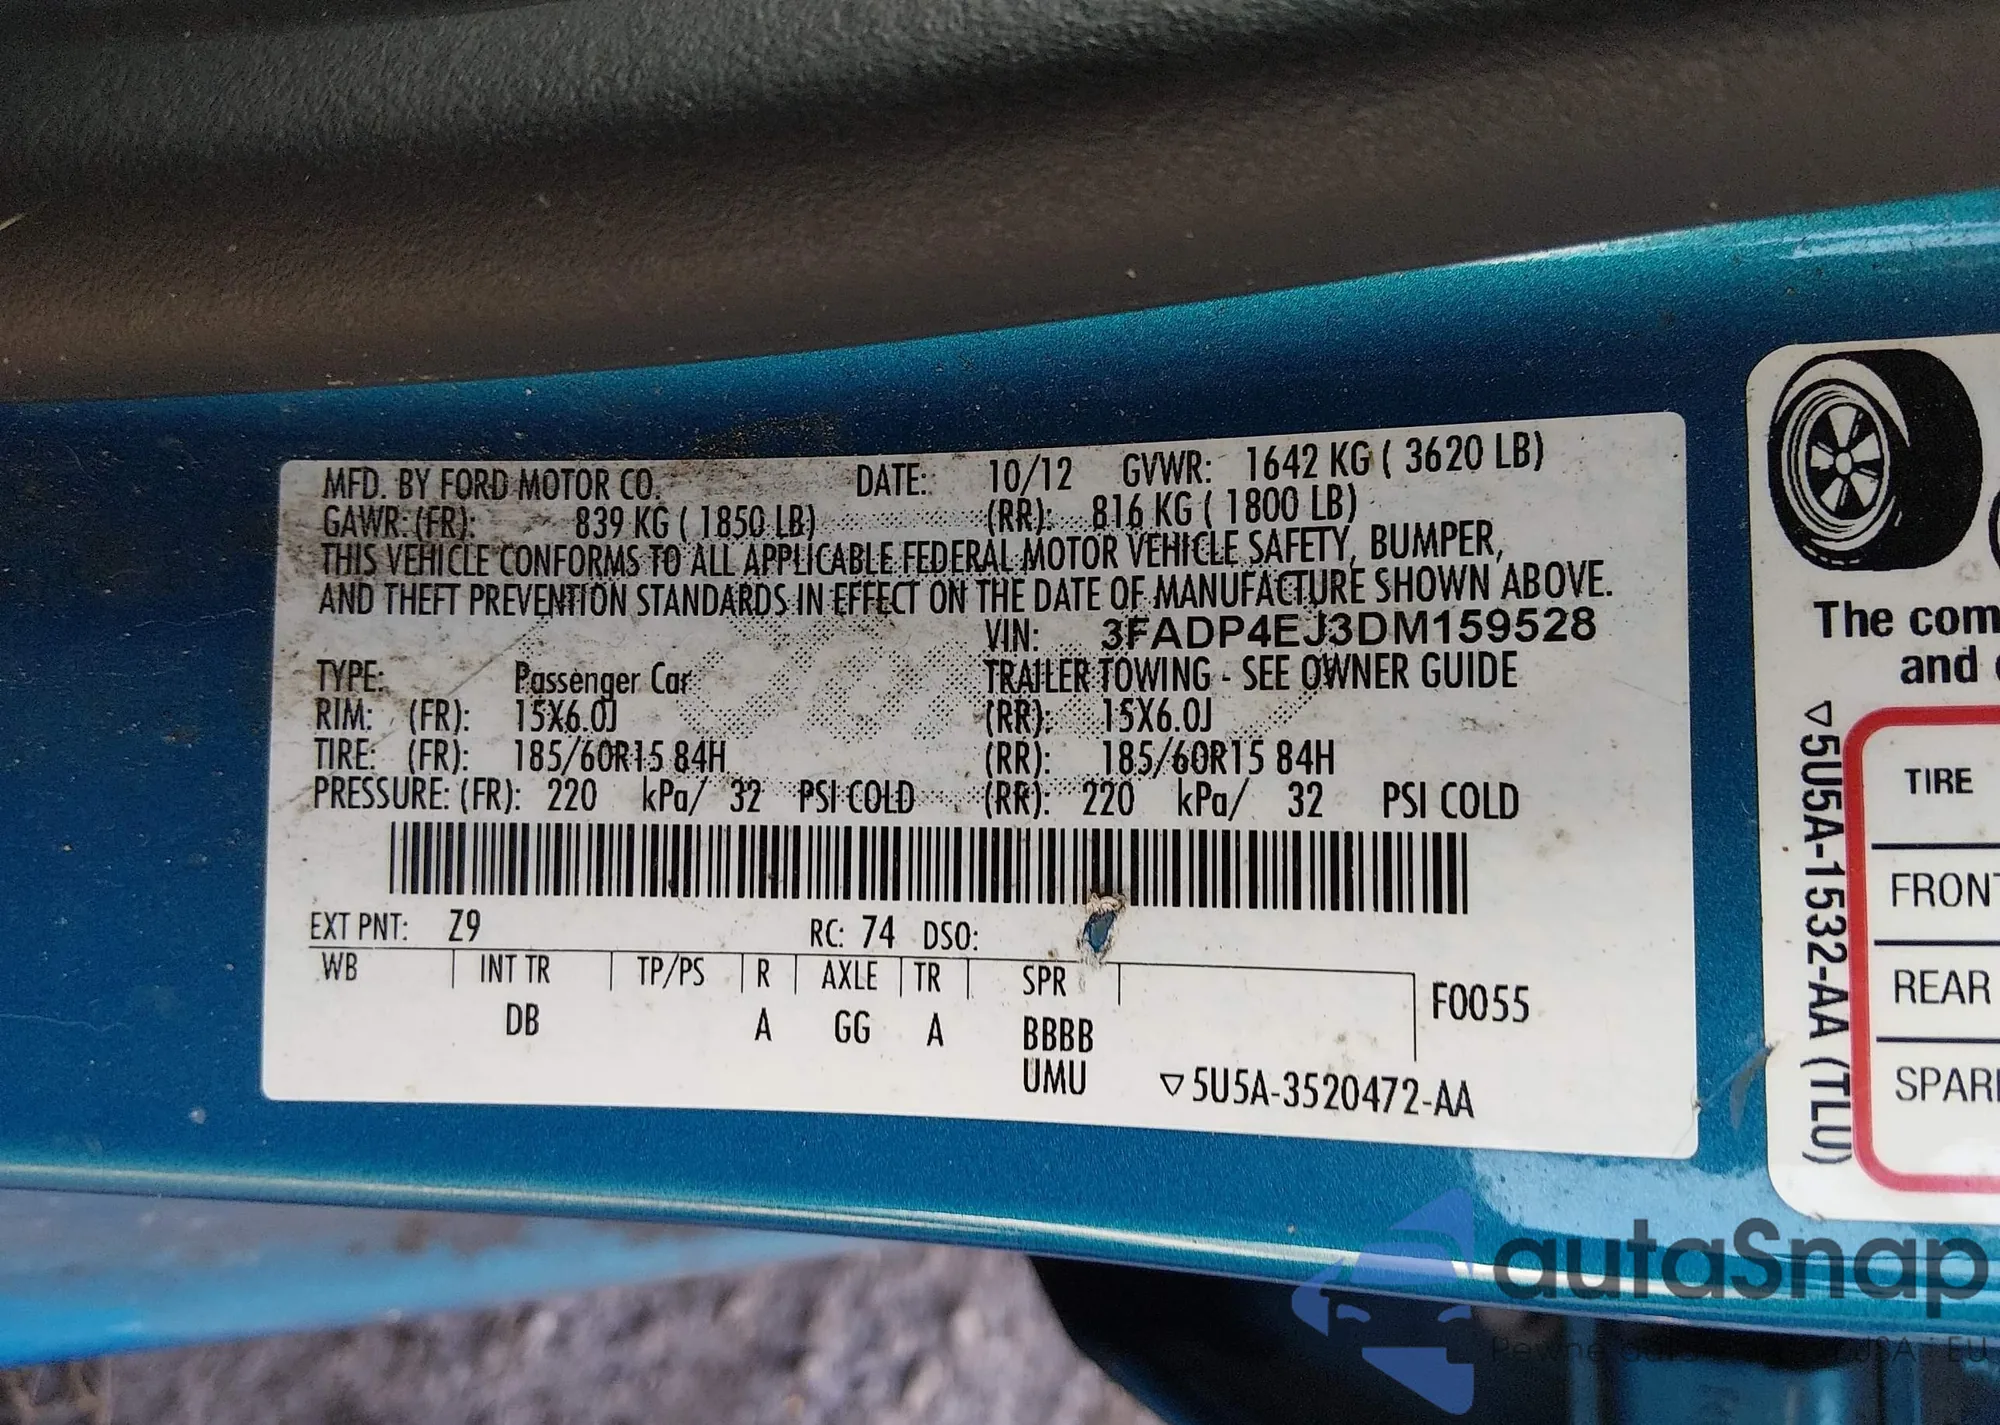 MFD. BY FORD MOTOR CO. DATE: 10/12 GVWR: 1642 KG ( 3620 LB)
GAWR: (FR): 839 KG ( 1850 LB) (RR): 816 KG ( 1800 LB)
THIS VEHICLE CONFORMS TO ALL APPLICABLE FEDERAL MOTOR VEHICLE SAFETY, BUMPER,
AND THEFT PREVENTION STANDARDS IN EFFECT ON THE DATE OF MANUFACTURE SHOWN ABOVE.
VIN: 3FADP4EJ3DM159528
TYPE: Passenger Car TRAILER TOWING - SEE OWNER GUIDE
RIM: (FR): 15X6.0J (RR): 15X6.0J
TIRE: (FR): 185/60R15 84H (RR): 185/60R15 84H
PRESSURE: (FR): 220 kPa/ 32 PSI COLD (RR): 220 kPa/ 32 PSI COLD
EXT PNT: Z9 RC: 74 DSO:
WB INT TR TP/PS R AXLE TR SPR
F0055
DB A GG A BBBB
UMU ▽5U5A-3520472-AA
The com
and
▽5U5A-1532-AA (TLU)
TIRE
FRONT
REAR
SPAR
autaSnap
USA i EU